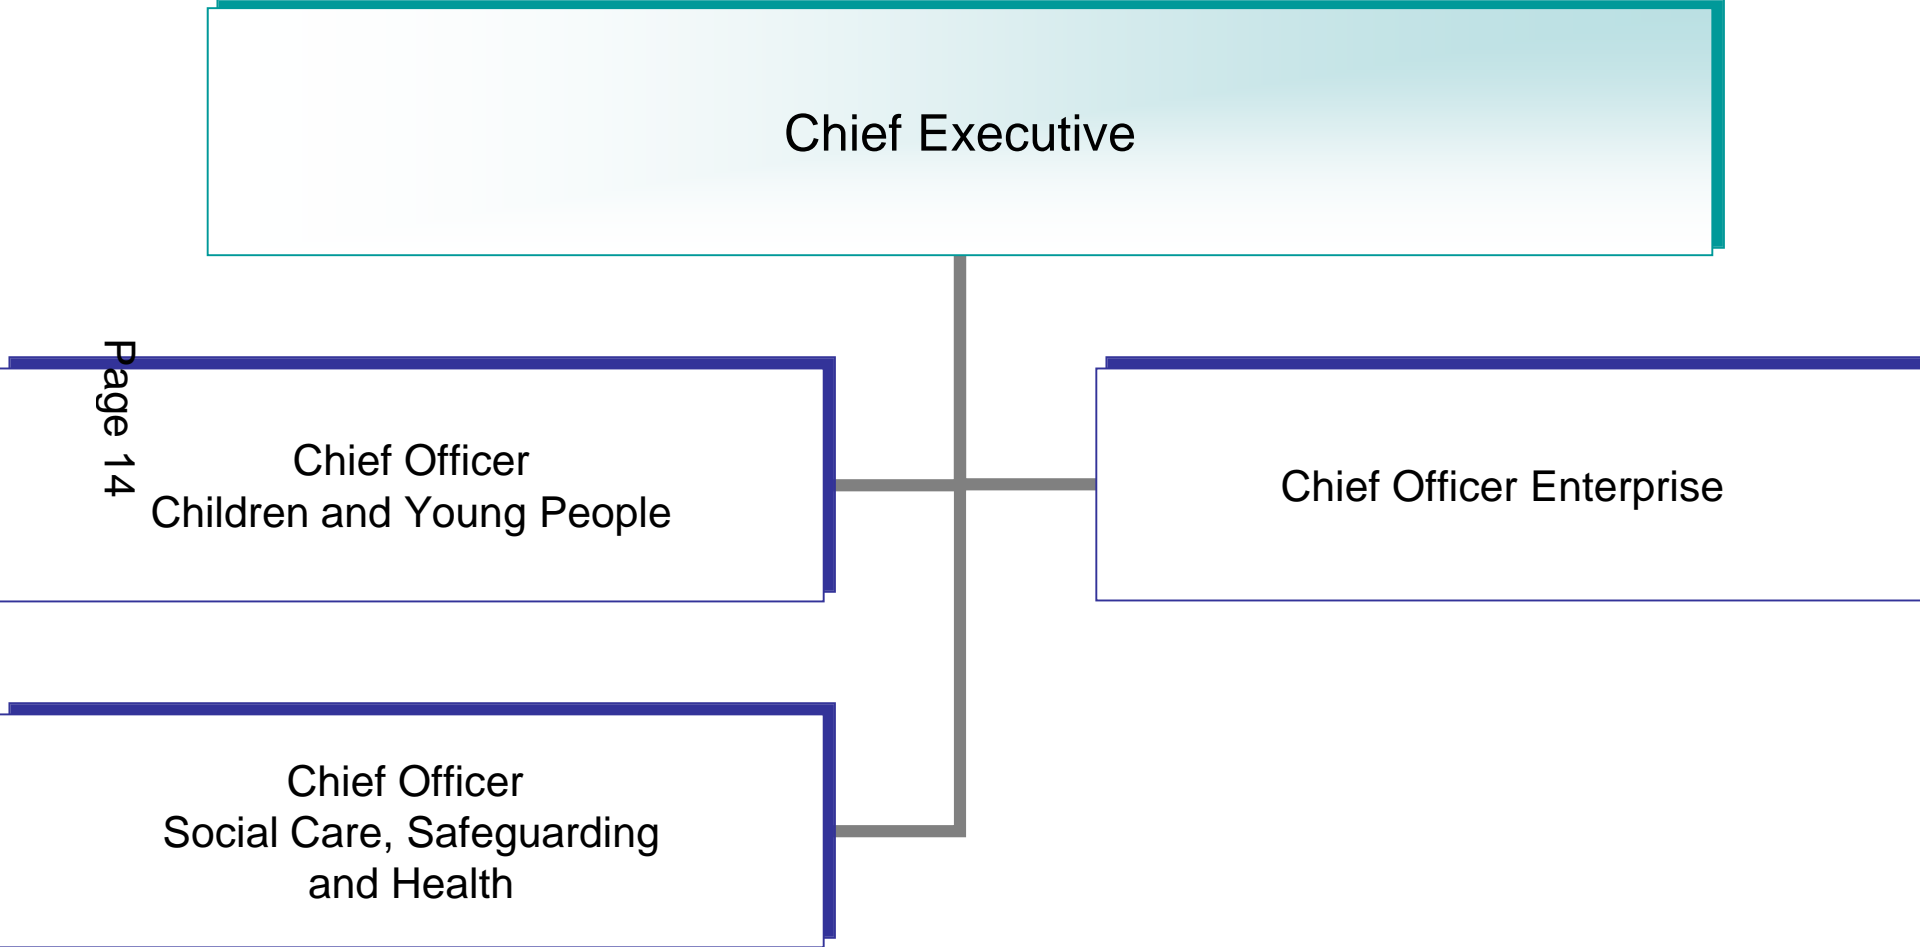 Chief Executive
Page 14
Chief Officer
Children and Young People
Chief Officer Enterprise
Chief Officer
Social Care, Safeguarding
and Health